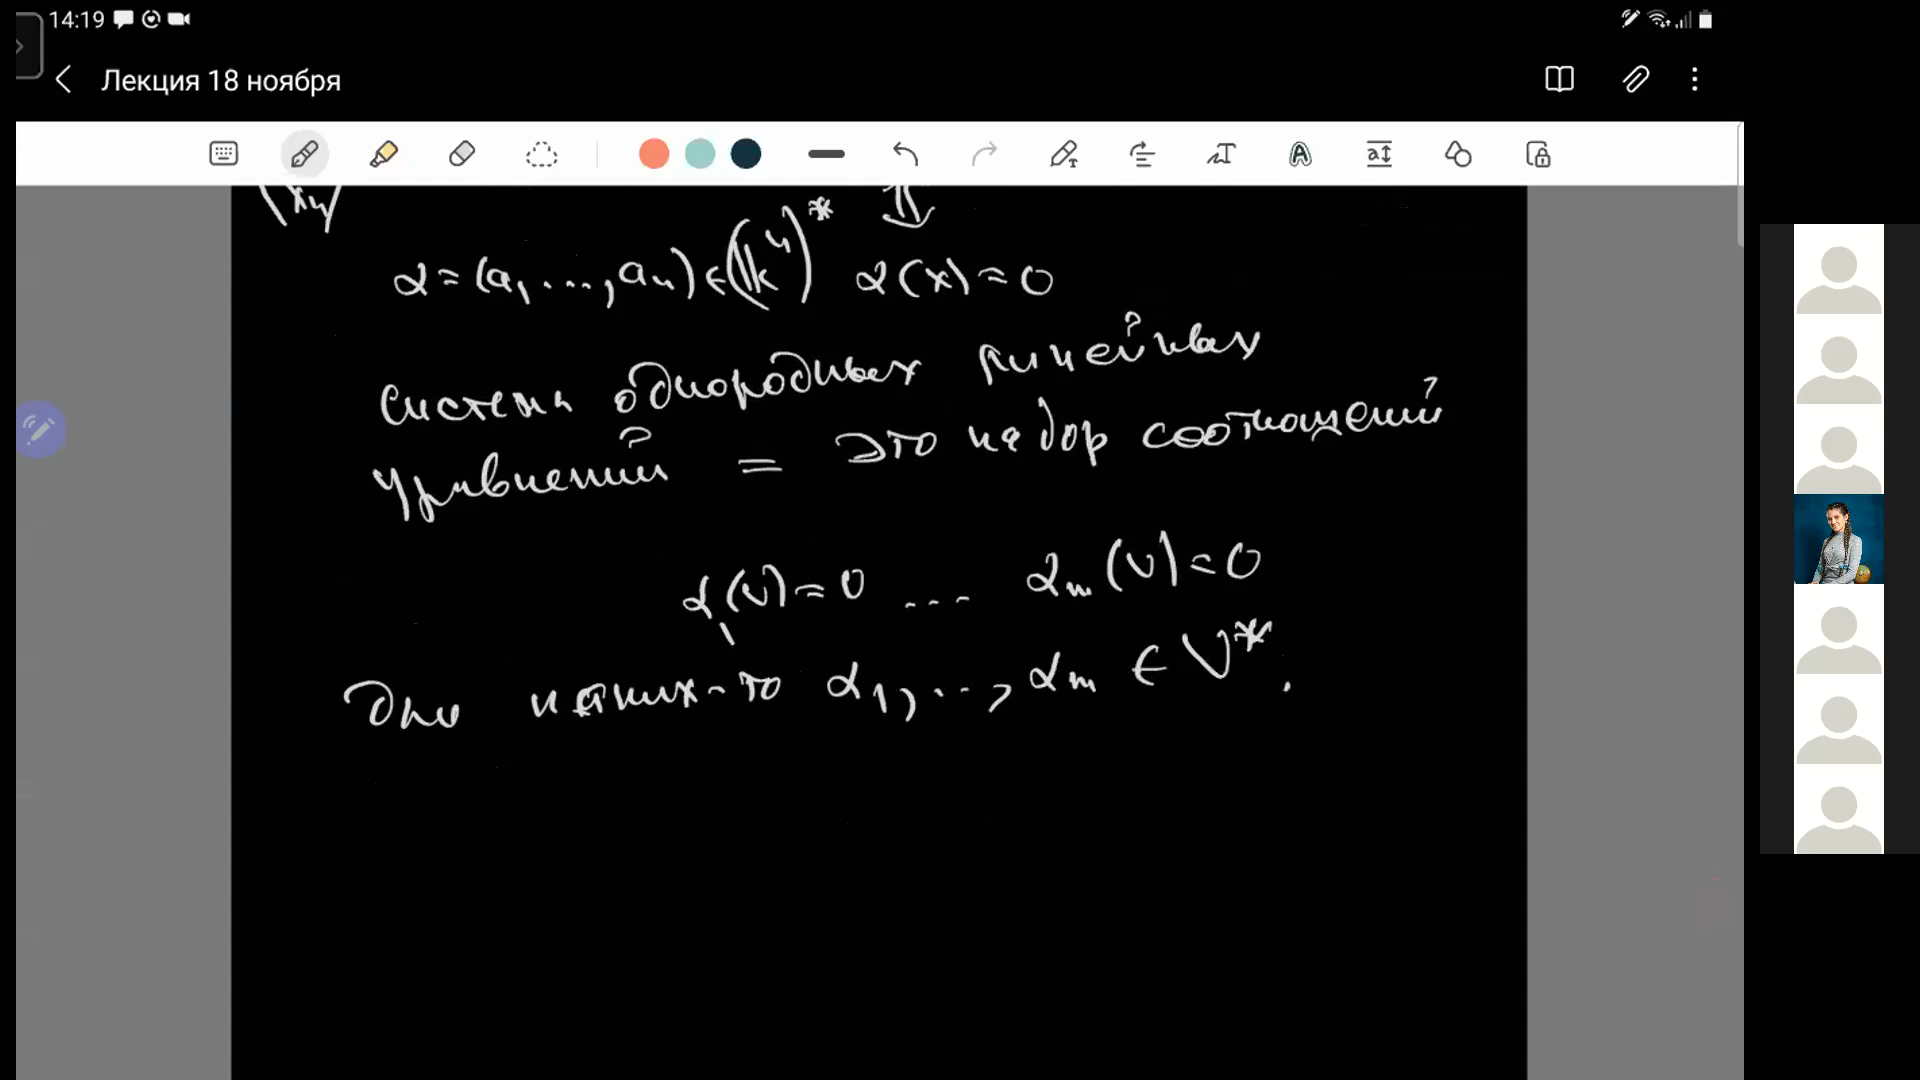 14:19
Лекция 18 ноября
α = (a₁, ..., aₙ) ∈ (𝕜ⁿ)* α(x) = 0
Система однородных линейных
уравнений = это набор соотношений
α₁(v) = 0 ... αₘ(v) = 0
Для каких-то α₁, ..., αₘ ∈ V*.